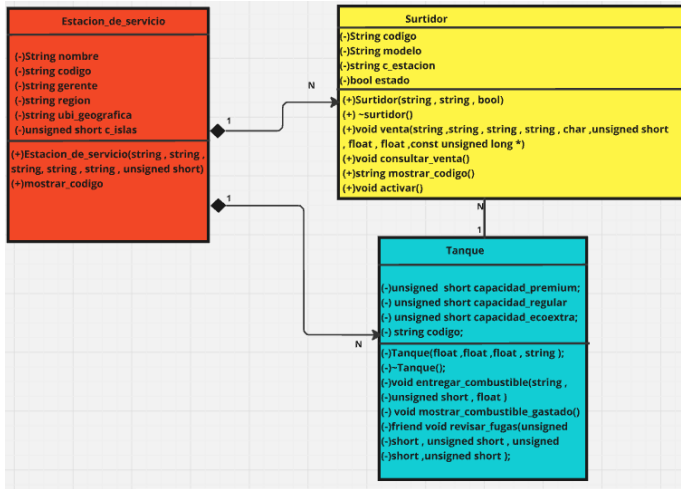 Estacion_de_servicio
(-)String nombre
(-)string codigo
(-)string gerente
(-)string region
(-)string ubi_geografica
(-)unsigned short c_islas
(+)Estacion_de_servicio(string , string ,
string, string , string , unsigned short)
(+)mostrar_codigo
1
N
1
N
Surtidor
(-)String codigo
(-)String modelo
(-)string c_estacion
(-)bool estado
(+)Surtidor(string , string , bool)
(+) ~surtidor()
(+)void venta(string ,string , string , string , char ,unsigned short
, float , float ,const unsigned long *)
(+)void consultar_venta()
(+)string mostrar_codigo()
(+)void activar()
N
1
Tanque
(-)unsigned  short capacidad_premium;
(-) unsigned short capacidad_regular
(-) unsigned short capacidad_ecoextra;
(-) string codigo;
(-)Tanque(float ,float ,float , string );
(-)~Tanque();
(-)void entregar_combustible(string ,
(-)unsigned short , float )
(-) void mostrar_combustible_gastado()
(-)friend void revisar_fugas(unsigned
(-)short , unsigned short , unsigned
(-)short ,unsigned short );